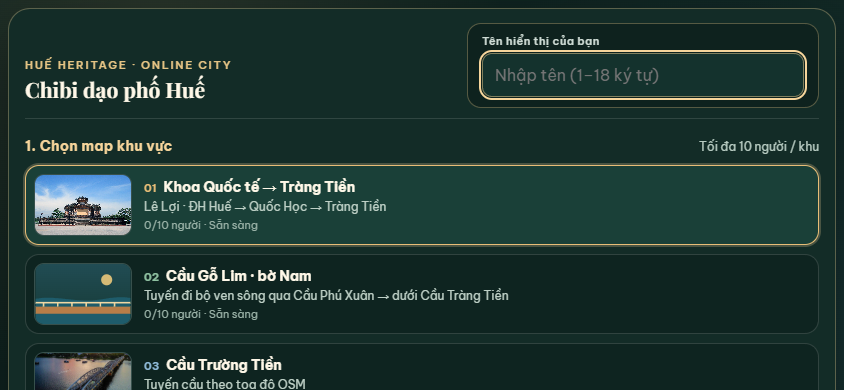 HUẾ HERITAGE · ONLINE CITY
Chibi dạo phố Huế
Tên hiển thị của bạn
Nhập tên (1–18 ký tự)
1. Chọn map khu vực
Tối đa 10 người / khu
01 Khoa Quốc tế → Tràng Tiền
Lê Lợi · ĐH Huế → Quốc Học → Tràng Tiền
0/10 người · Sẵn sàng
02 Cầu Gỗ Lim · bờ Nam
Tuyến đi bộ ven sông qua Cầu Phú Xuân → dưới Cầu Tràng Tiền
0/10 người · Sẵn sàng
03 Cầu Trường Tiền
Tuyến cầu theo tọa độ OSM